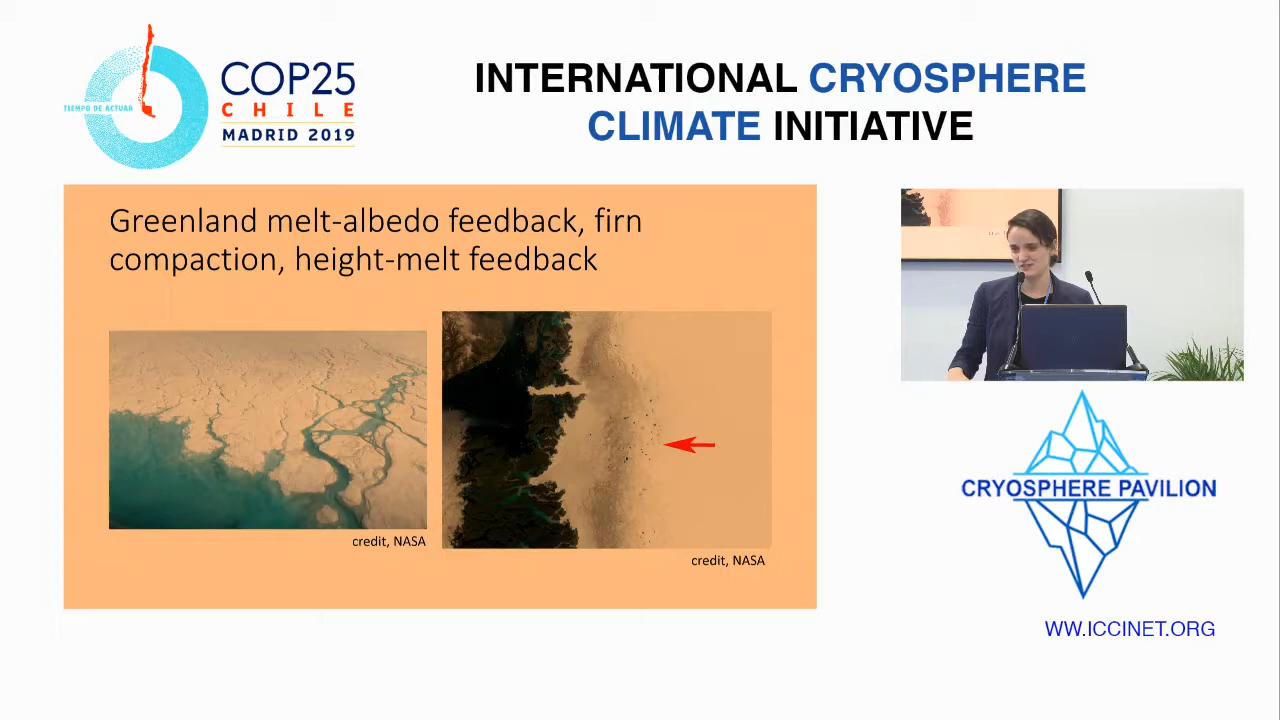 COP25
CHILE
MADRID 2019
TIEMPO DE ACTUAR
INTERNATIONAL CRYOSPHERE
CLIMATE INITIATIVE
Greenland melt-albedo feedback, firn
compaction, height-melt feedback
credit, NASA
credit, NASA
CRYOSPHERE PAVILION
WW.ICCINET.ORG